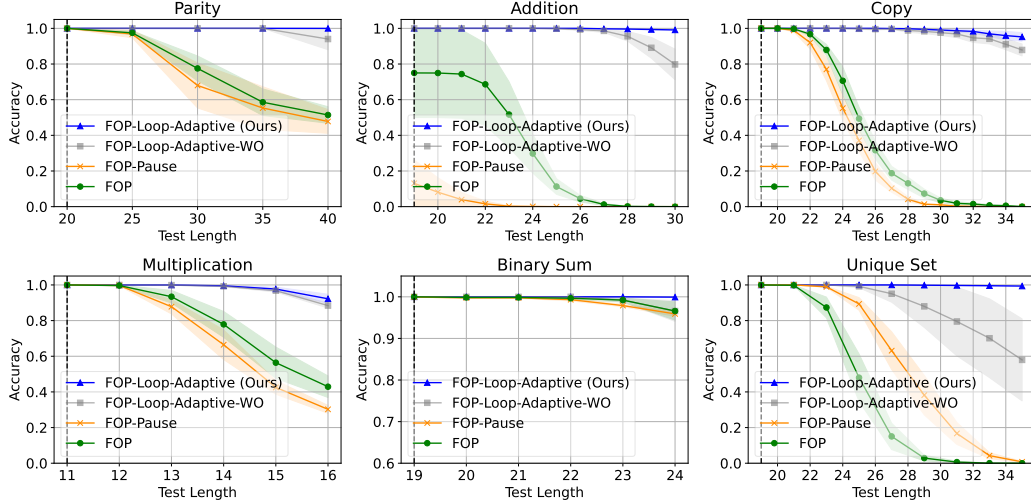 Parity
Accuracy
1.0
0.8
0.6
0.4
0.2
0.0
FOP-Loop-Adaptive (Ours)
FOP-Loop-Adaptive-WO
FOP-Pause
FOP
20 25 30 35 40
Test Length
Addition
Accuracy
1.0
0.8
0.6
0.4
0.2
0.0
FOP-Loop-Adaptive (Ours)
FOP-Loop-Adaptive-WO
FOP-Pause
FOP
20 22 24 26 28 30
Test Length
Copy
Accuracy
1.0
0.8
0.6
0.4
0.2
0.0
FOP-Loop-Adaptive (Ours)
FOP-Loop-Adaptive-WO
FOP-Pause
FOP
20 22 24 26 28 30 32 34
Test Length
Multiplication
Accuracy
1.0
0.8
0.6
0.4
0.2
0.0
FOP-Loop-Adaptive (Ours)
FOP-Loop-Adaptive-WO
FOP-Pause
FOP
11 12 13 14 15 16
Test Length
Binary Sum
Accuracy
1.0
0.9
0.8
0.7
0.6
FOP-Loop-Adaptive (Ours)
FOP-Loop-Adaptive-WO
FOP-Pause
FOP
19 20 21 22 23 24
Test Length
Unique Set
Accuracy
1.0
0.8
0.6
0.4
0.2
0.0
FOP-Loop-Adaptive (Ours)
FOP-Loop-Adaptive-WO
FOP-Pause
FOP
20 22 24 26 28 30 32 34
Test Length